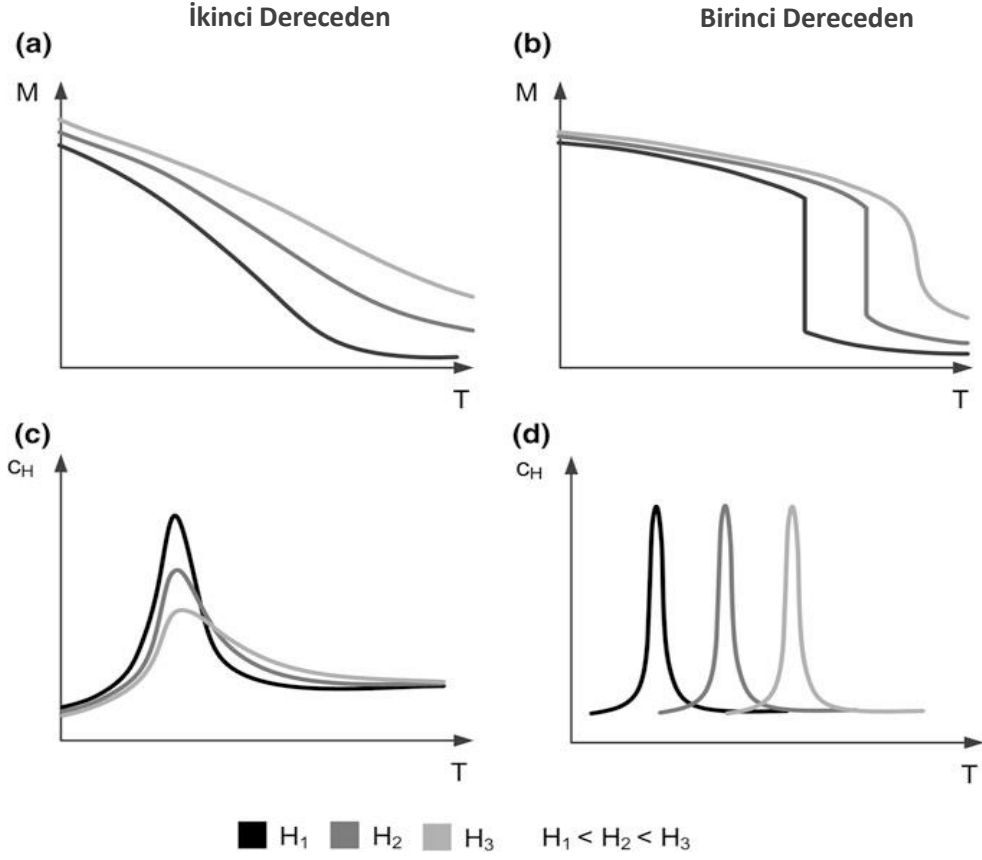 İkinci Dereceden
Birinci Dereceden
(a)
(b)
M
M
T
T
(c)
(d)
cH
cH
T
T
H1 H2 H3 H1 < H2 < H3